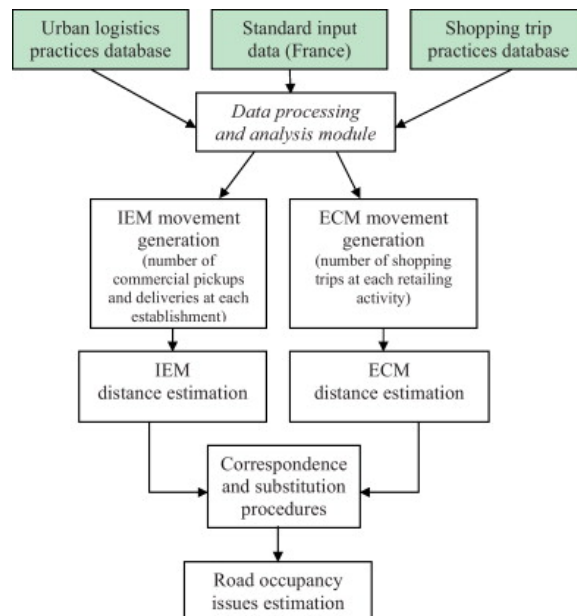 Urban logistics
practices database
Standard input
data (France)
Shopping trip
practices database
Data processing
and analysis module
IEM movement
generation
(number of
commercial pickups
and deliveries at each
establishment)
ECM movement
generation
(number of shopping
trips at each retailing
activity)
IEM
distance estimation
ECM
distance estimation
Correspondence
and substitution
procedures
Road occupancy
issues estimation